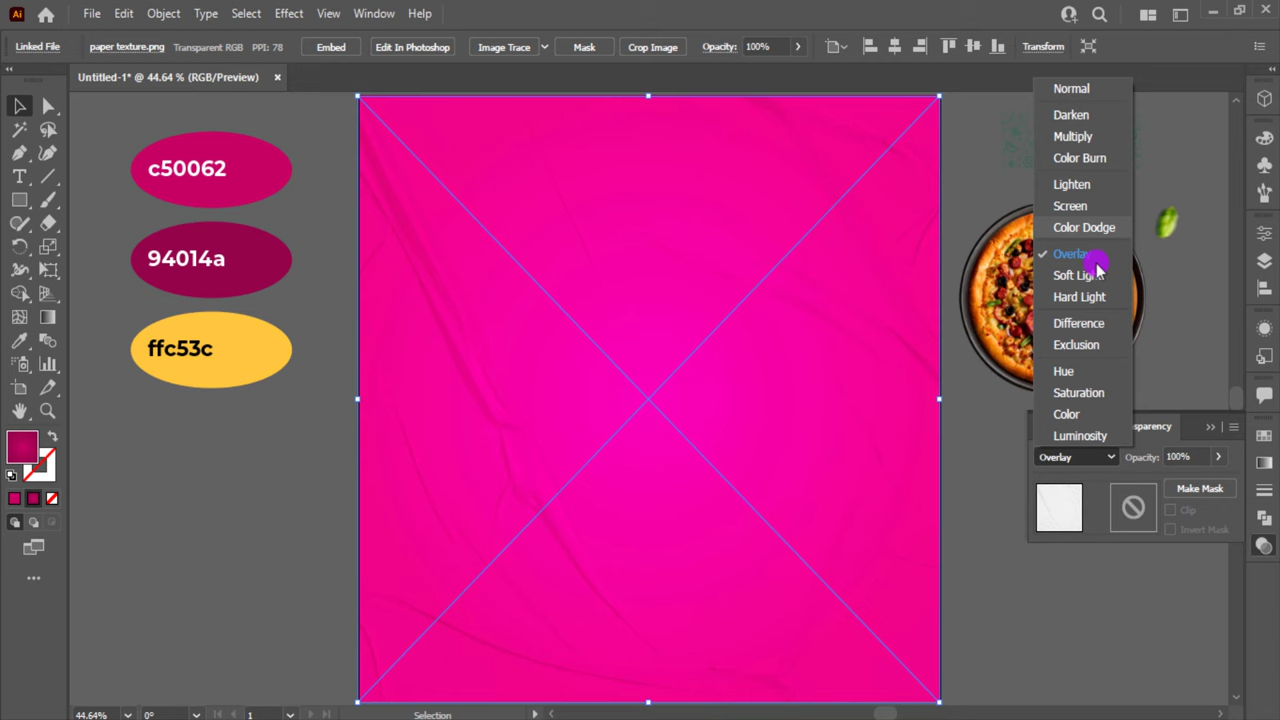 Ai
File Edit Object Type Select Effect View Window Help
Linked File paper texture.png Transparent RGB PPI: 78 Embed Edit In Photoshop Image Trace Mask Crop Image Opacity: 100% Transform
Untitled-1* @ 44.64 % (RGB/Preview) ×
c50062
94014a
ffc53c
Normal
Darken
Multiply
Color Burn
Lighten
Screen
Color Dodge
Overlay
Soft Light
Hard Light
Difference
Exclusion
Hue
Saturation
Color
Luminosity
Overlay Opacity: 100%
Make Mask
Clip
Invert Mask
44.64% 0° 1 Selection